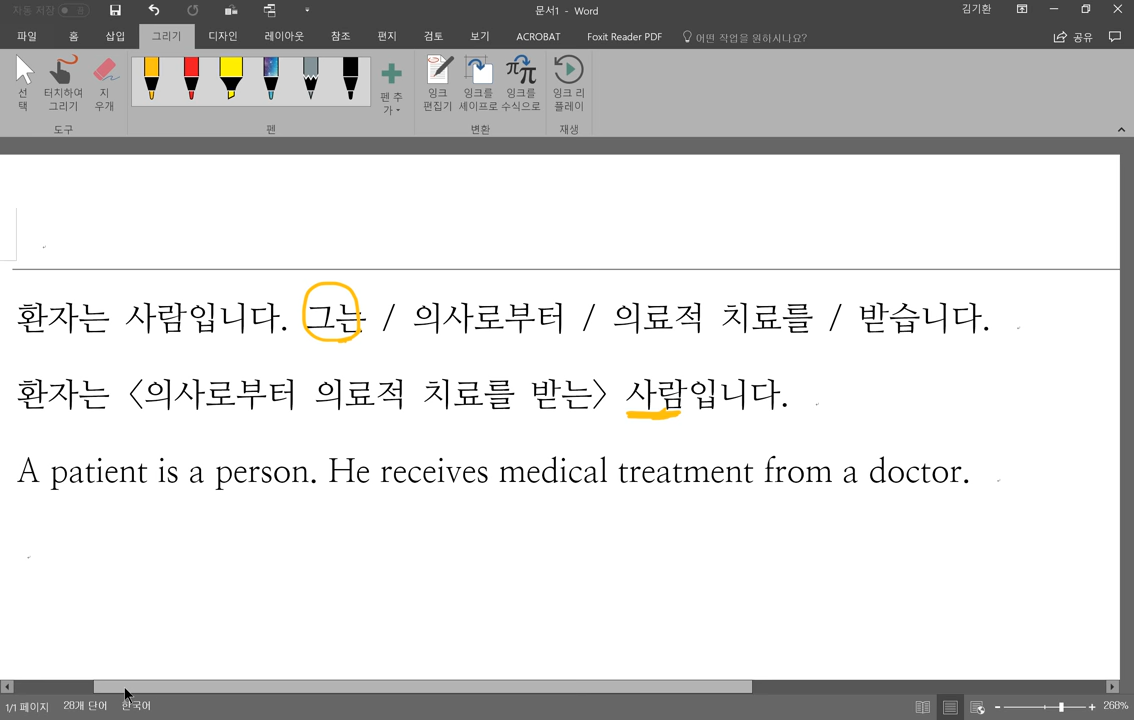 자동 저장 끔
문서1 - Word
김기환
파일 홈 삽입 그리기 디자인 레이아웃 참조 편지 검토 보기 ACROBAT Foxit Reader PDF 어떤 작업을 원하시나요? 공유
선택
터치하여 그리기
지우개
펜 추가
잉크 편집기
잉크를 셰이프로
잉크를 수식으로
잉크 리플레이
도구 펜 변환 재생
환자는 사람입니다. 그는 / 의사로부터 / 의료적 치료를 / 받습니다.
환자는 〈의사로부터 의료적 치료를 받는〉 사람입니다.
A patient is a person. He receives medical treatment from a doctor.
1/1 페이지 28개 단어 한국어 268%